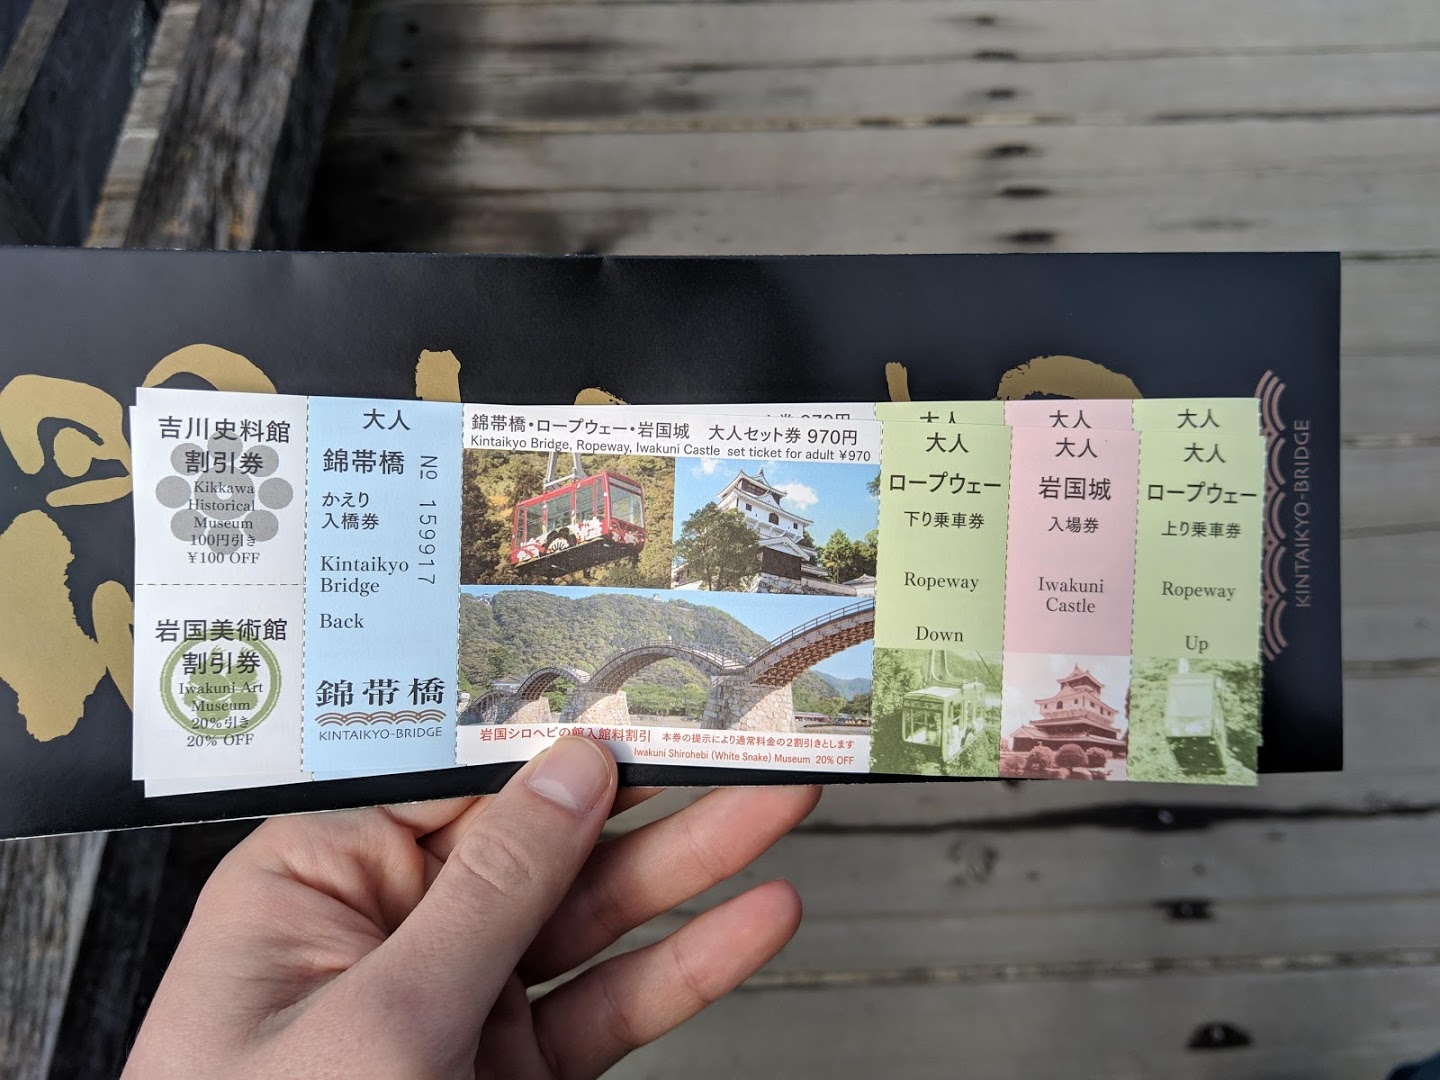 吉川史料館
割引券
Kikkawa
Historical
Museum
100円引き
¥100 OFF
岩国美術館
割引券
Iwakuni Art
Museum
20%引き
20% OFF
大人
錦帯橋
かえり
入橋券
Kintaikyo
Bridge
Back
№ 159917
錦帯橋
KINTAIKYO-BRIDGE
錦帯橋・ロープウェー・岩国城 大人セット券 970円
Kintaikyo Bridge, Ropeway, Iwakuni Castle set ticket for adult ¥970
岩国シロヘビの館入館料割引 本券の提示により通常料金の2割引きとします
Iwakuni Shirohebi (White Snake) Museum 20% OFF
大人
大人
ロープウェー
下り乗車券
Ropeway
Down
大人
大人
岩国城
入場券
Iwakuni
Castle
大人
大人
ロープウェー
上り乗車券
Ropeway
Up
KINTAIKYO-BRIDGE